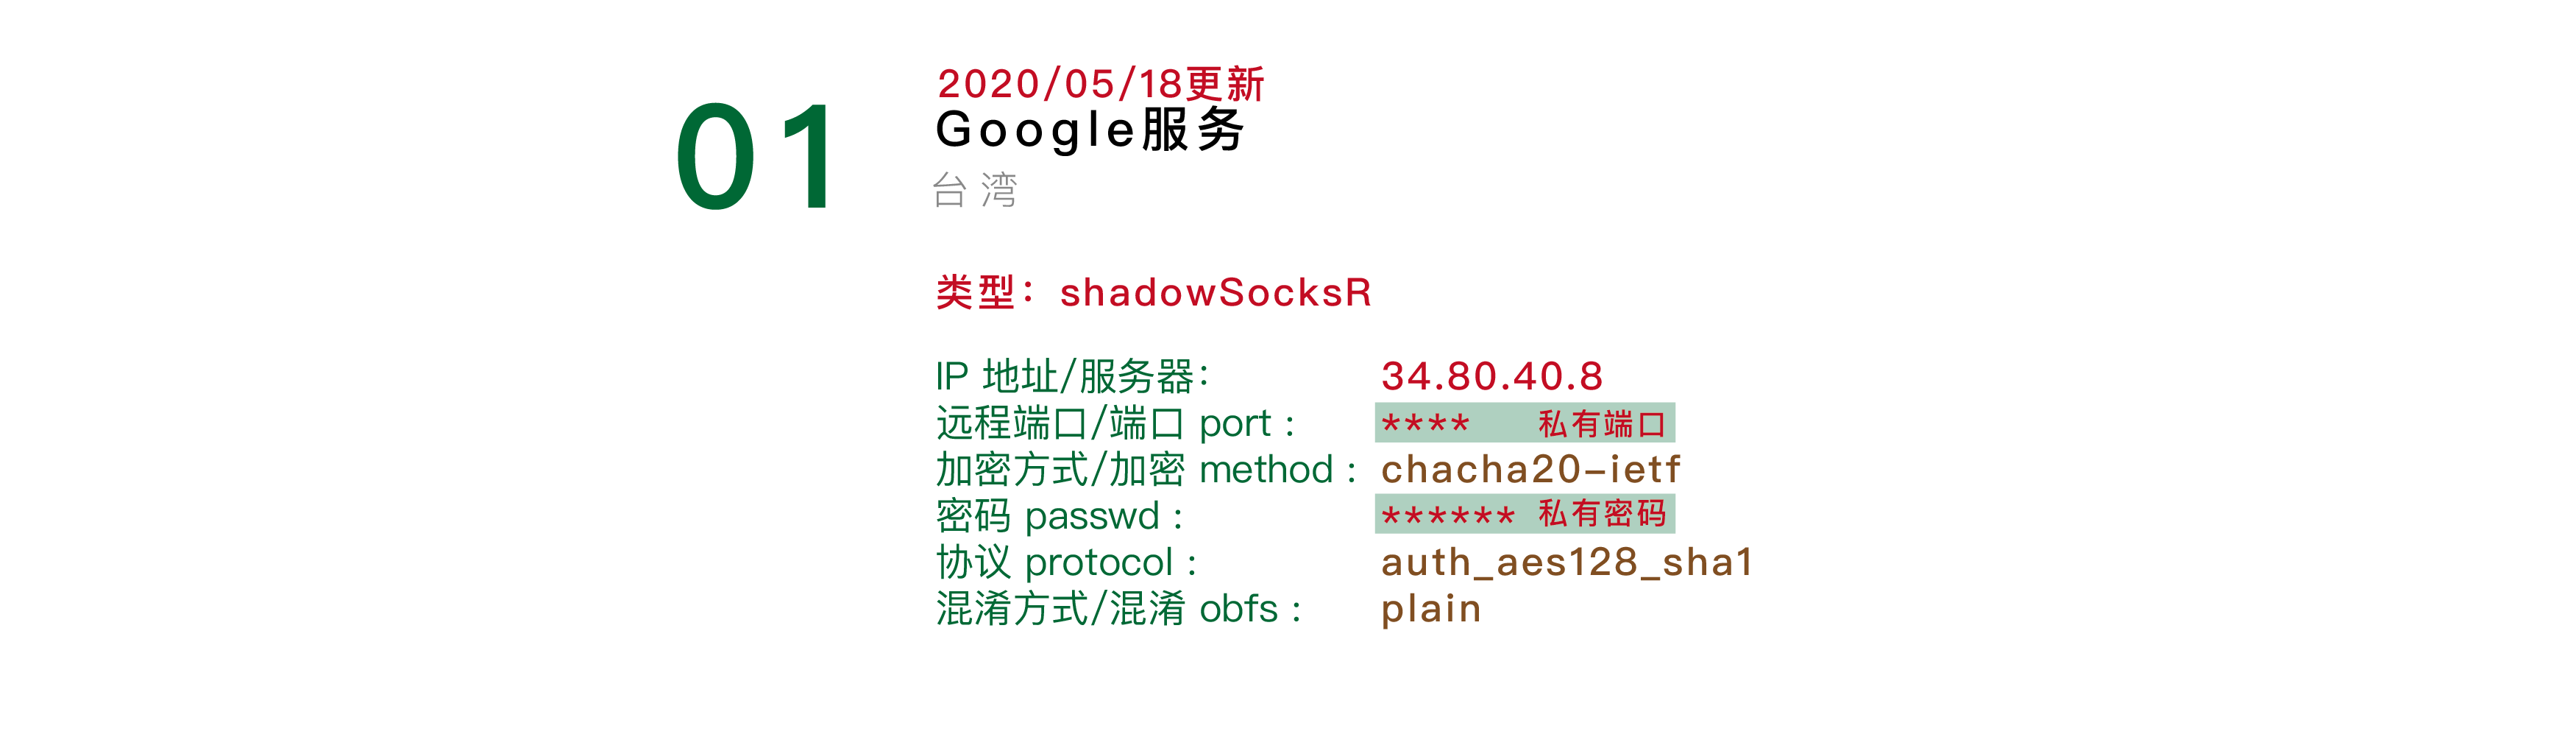 01
2020/05/18更新
Google服务
台湾
类型：shadowSocksR
IP 地址/服务器： 34.80.40.8
远程端口/端口 port： **** 私有端口
加密方式/加密 method： chacha20-ietf
密码 passwd： ****** 私有密码
协议 protocol： auth_aes128_sha1
混淆方式/混淆 obfs： plain